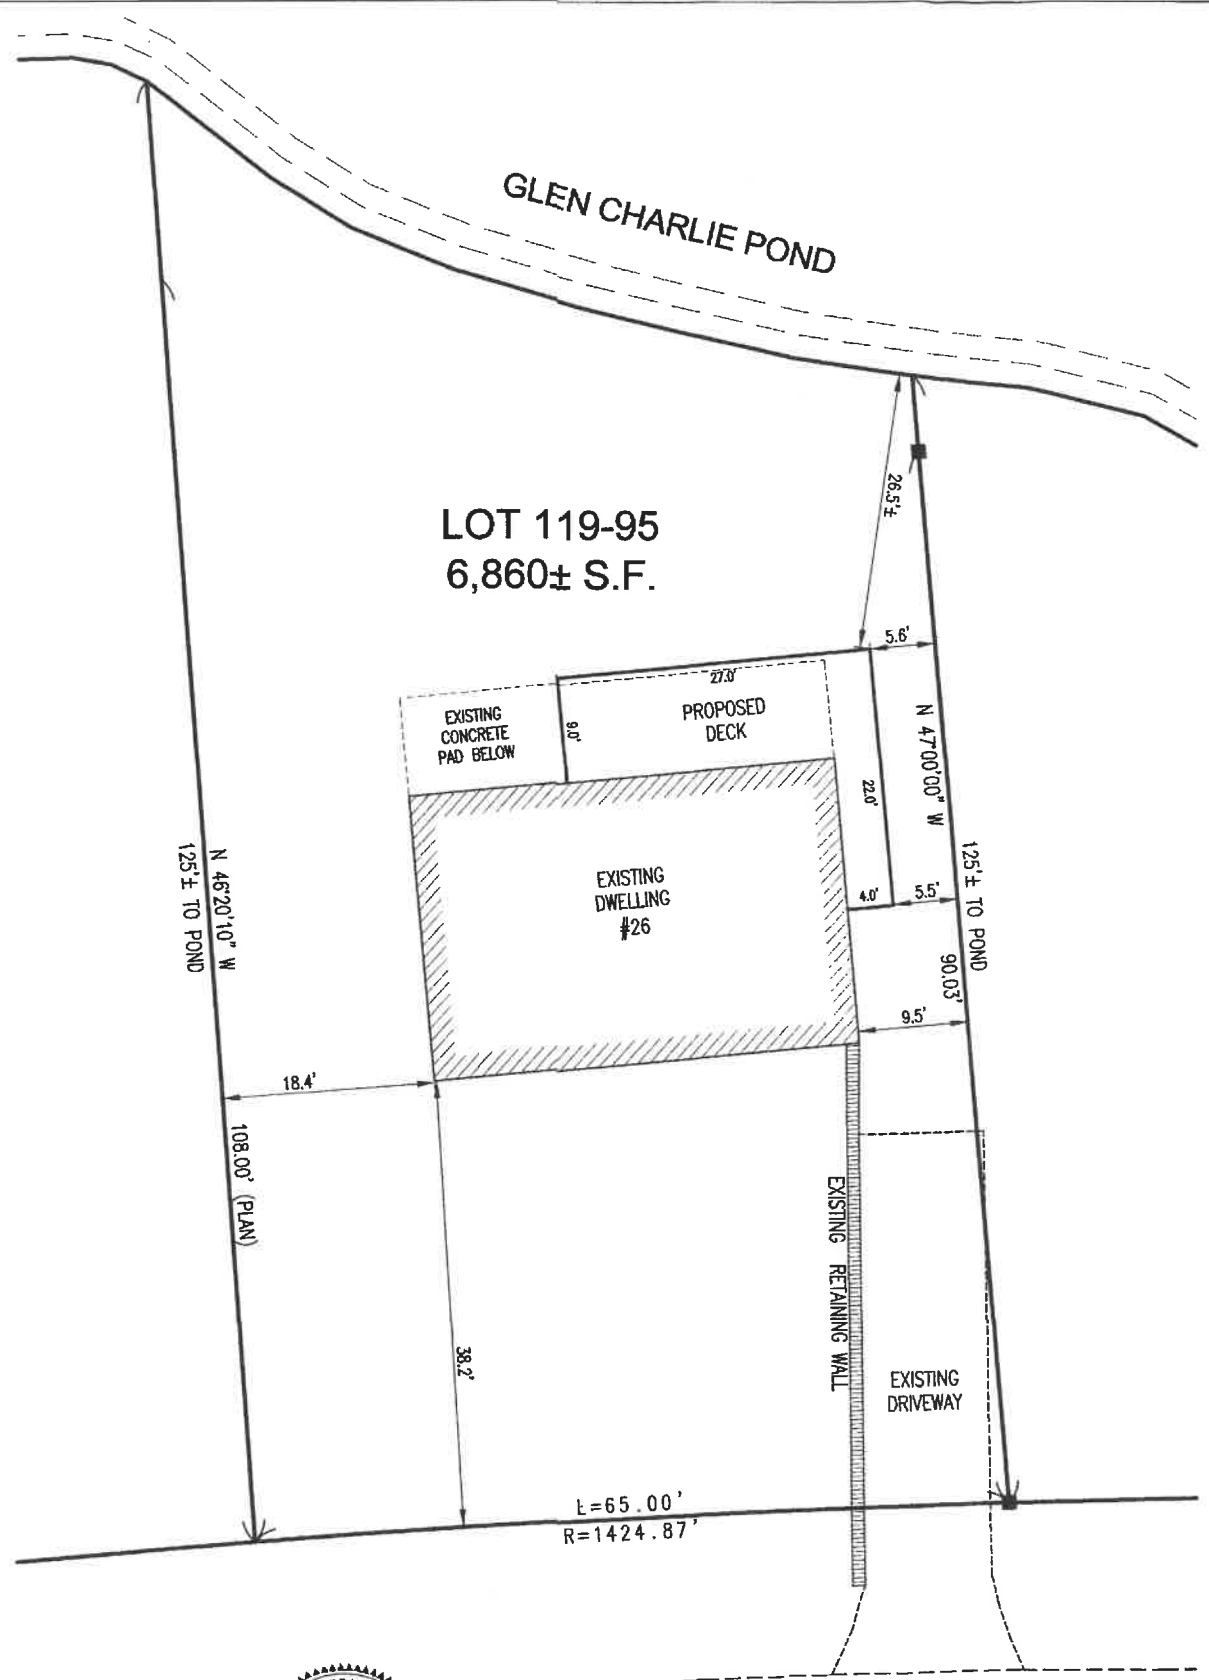 GLEN CHARLIE POND
26.5'±
LOT 119-95
6,860± S.F.
5.6'
27.0'
EXISTING
CONCRETE
PAD BELOW
9.0'
PROPOSED
DECK
N 47°00'00" W
22.0'
125'± TO POND
EXISTING
DWELLING
#26
4.0'
5.5'
N 46°20'10" W
125'± TO POND
90.03'
9.5'
18.4'
108.00' (PLAN)
EXISTING RETAINING WALL
38.2'
EXISTING
DRIVEWAY
L=65.00'
R=1424.87'